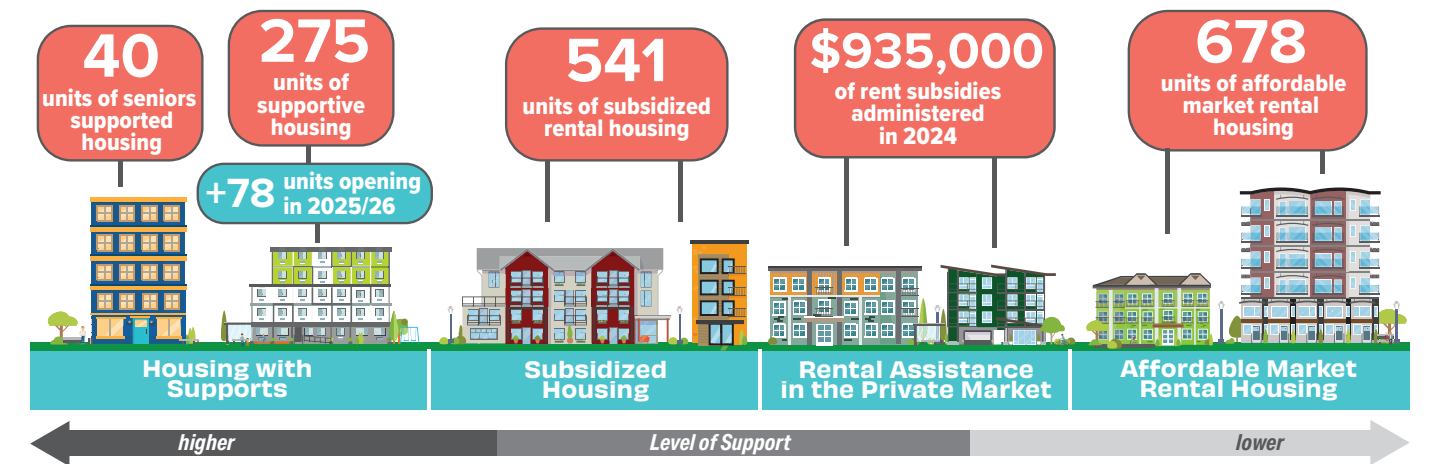 40
units of seniors
supported
housing
275
units of
supportive
housing
+78 units opening
in 2025/26
541
units of subsidized
rental housing
$935,000
of rent subsidies
administered
in 2024
678
units of affordable
market rental
housing
Housing with
Supports
Subsidized
Housing
Rental Assistance
in the Private Market
Affordable Market
Rental Housing
higher
Level of Support
lower